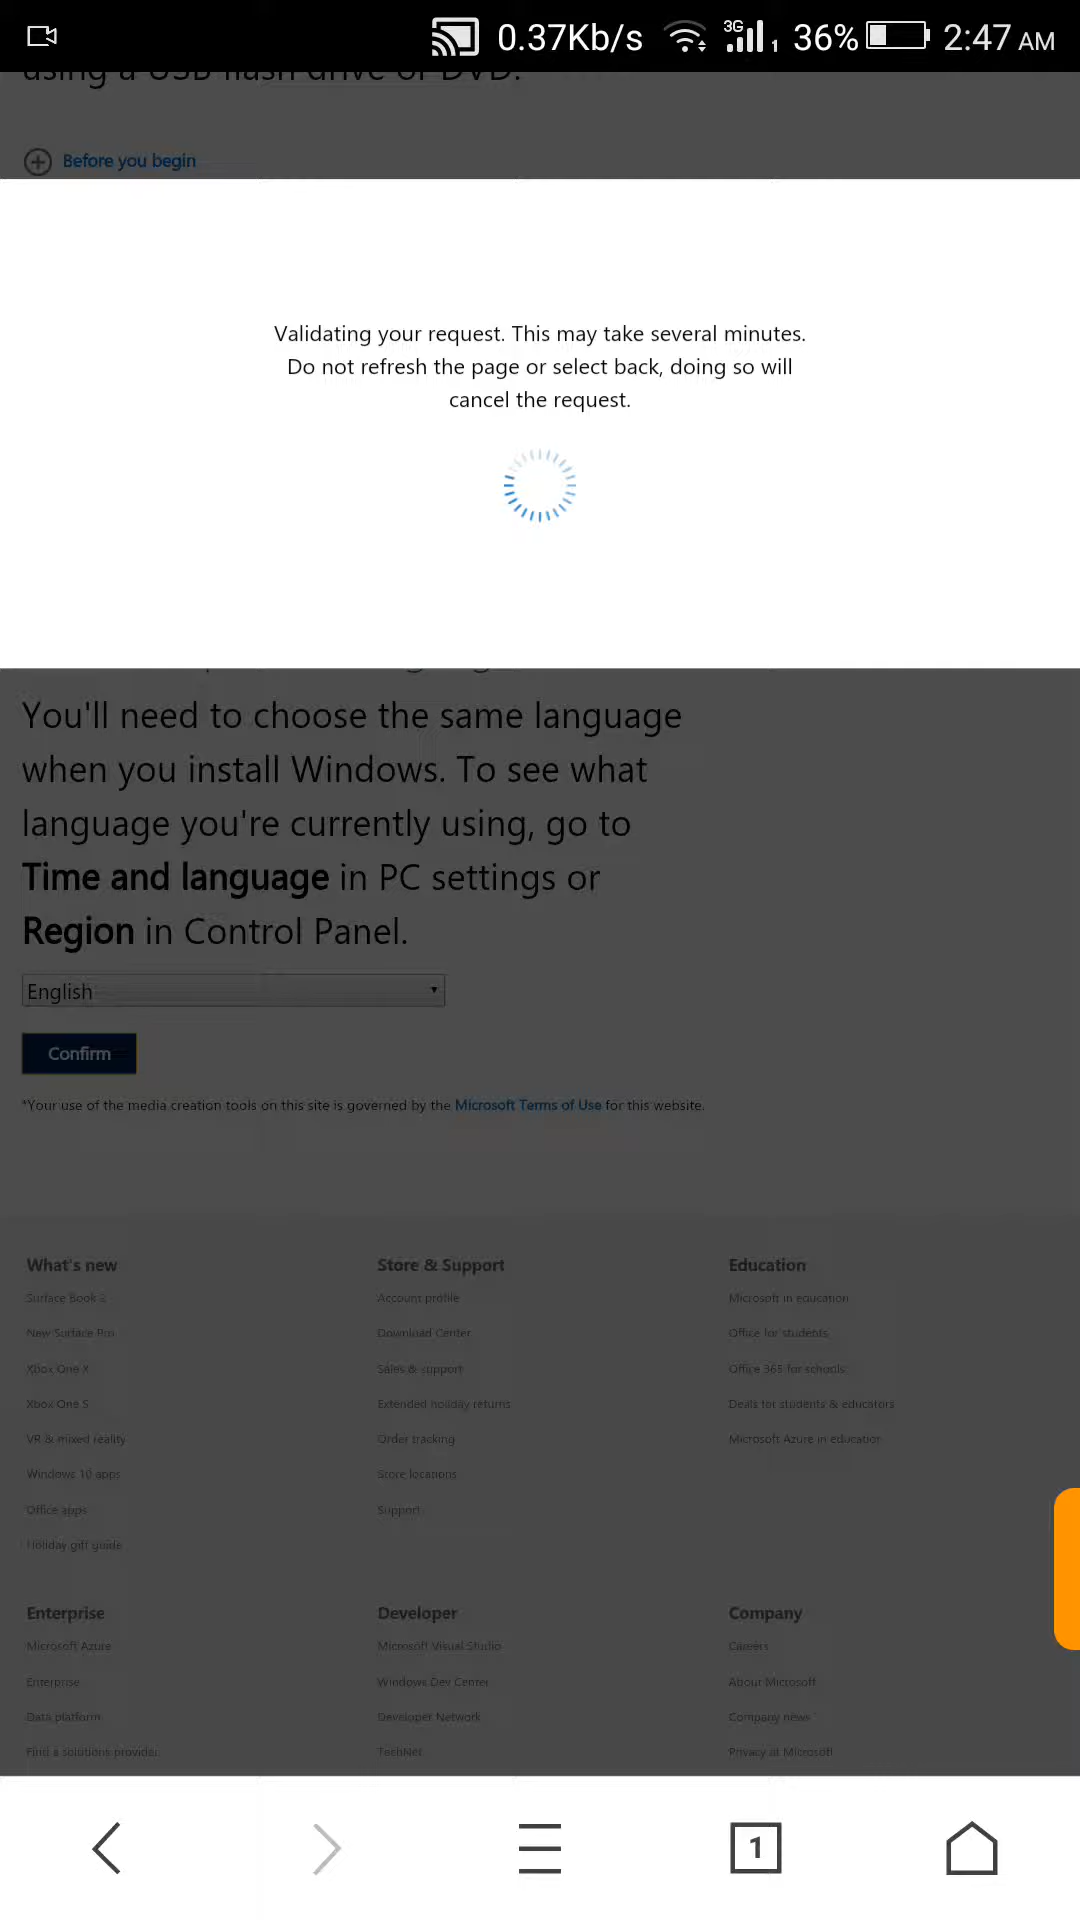 0.37Kb/s 3G 1 36% 2:47 AM
using a USB flash drive or DVD.
Before you begin
Validating your request. This may take several minutes.
Do not refresh the page or select back, doing so will
cancel the request.
You'll need to choose the same language
when you install Windows. To see what
language you're currently using, go to
Time and language in PC settings or
Region in Control Panel.
English
Confirm
*Your use of the media creation tools on this site is governed by the Microsoft Terms of Use for this website.
What's new
Surface Book 2
New Surface Pro
Xbox One X
Xbox One S
VR & mixed reality
Windows 10 apps
Office apps
Holiday gift guide
Store & Support
Account profile
Download Center
Sales & support
Extended holiday returns
Order tracking
Store locations
Support
Education
Microsoft in education
Office for students
Office 365 for schools
Deals for students & educators
Microsoft Azure in education
Enterprise
Microsoft Azure
Enterprise
Data platform
Find a solutions provider
Developer
Microsoft Visual Studio
Windows Dev Center
Developer Network
TechNet
Company
Careers
About Microsoft
Company news
Privacy at Microsoft
1